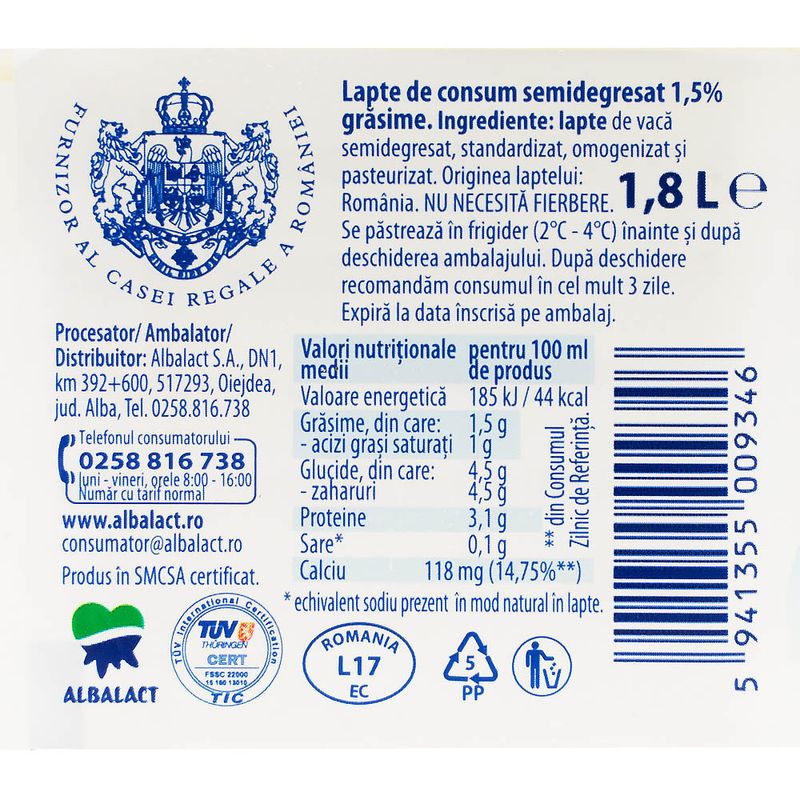 FURNIZOR AL CASEI REGALE A ROMÂNIEI
Lapte de consum semidegresat 1,5%
grăsime. Ingrediente: lapte de vacă
semidegresat, standardizat, omogenizat și
pasteurizat. Originea laptelui:
România. NU NECESITĂ FIERBERE.
1,8 L ℮
Se păstrează în frigider (2°C - 4°C) înainte și după
deschiderea ambalajului. După deschidere
recomandăm consumul în cel mult 3 zile.
Expiră la data înscrisă pe ambalaj.
Procesator/ Ambalator/
Distribuitor: Albalact S.A., DN1,
km 392+600, 517293, Oiejdea,
jud. Alba, Tel. 0258.816.738
Telefonul consumatorului
0258 816 738
luni - vineri, orele 8:00 - 16:00
Număr cu tarif normal
www.albalact.ro
consumator@albalact.ro
Produs în SMCSA certificat.
Valori nutriționale pentru 100 ml
medii de produs
Valoare energetică 185 kJ / 44 kcal
Grăsime, din care: 1,5 g
- acizi grași saturați 1 g
Glucide, din care: 4,5 g
- zaharuri 4,5 g
Proteine 3,1 g
Sare* 0,1 g
Calciu 118 mg (14,75%**)
** din Consumul
Zilnic de Referință.
* echivalent sodiu prezent în mod natural în lapte.
5 941355 009346
ALBALACT
TÜV International Certification
TÜV
THÜRINGEN
CERT
FSSC 22000
15 160 13010
TIC
ROMANIA
L17
EC
5
PP